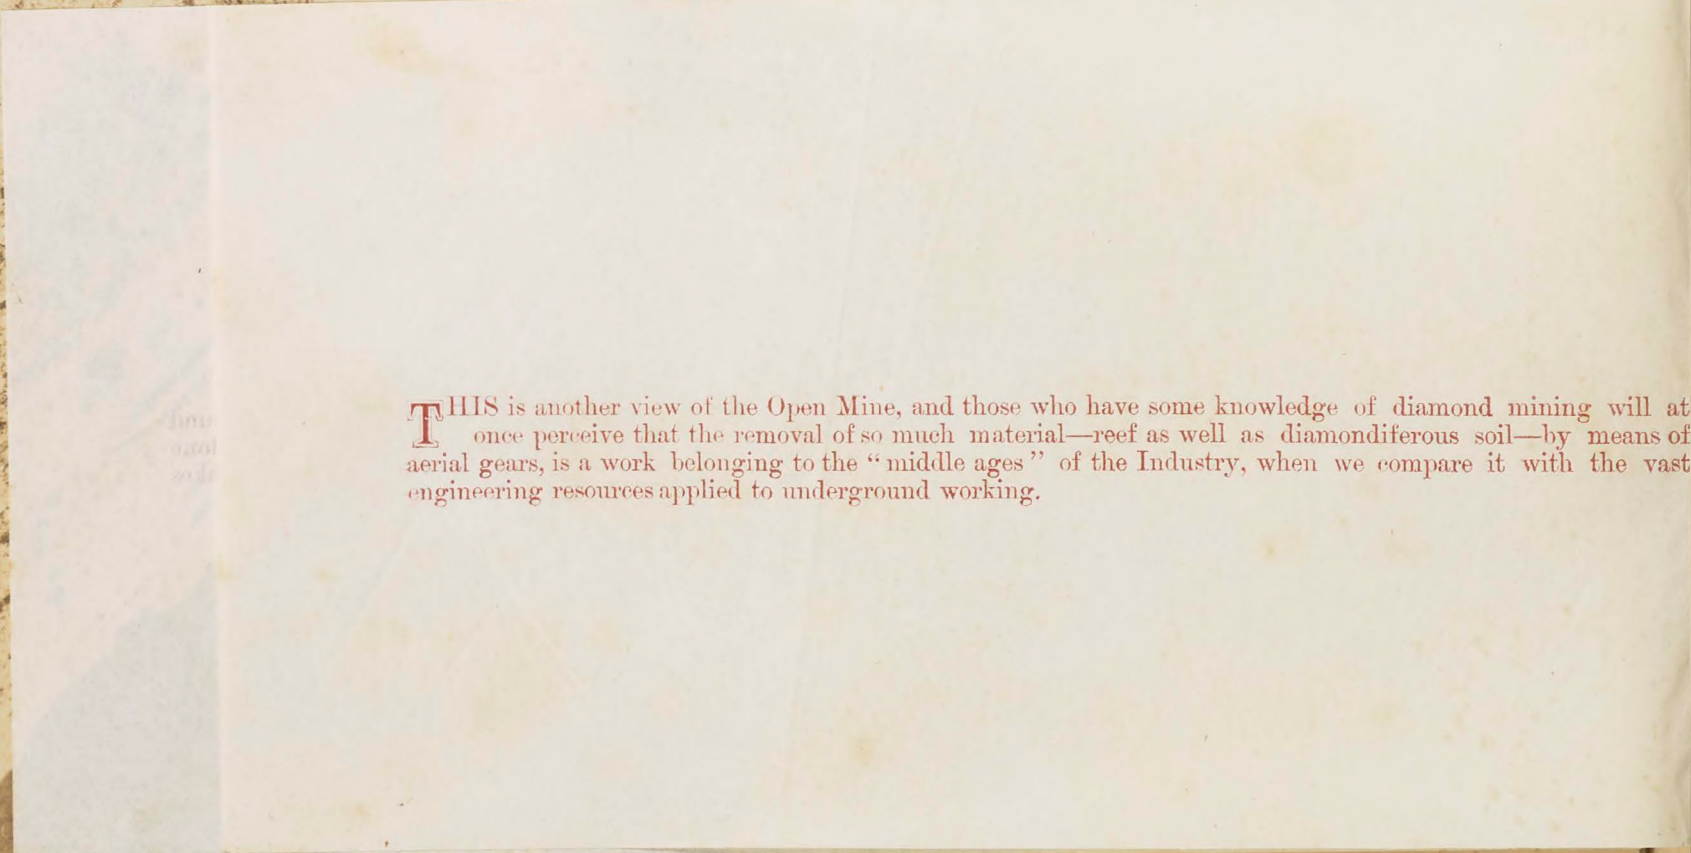 THIS is another view of the Open Mine, and those who have some knowledge of diamond mining will at
once perceive that the removal of so much material—reef as well as diamondiferous soil—by means of
aerial gears, is a work belonging to the “ middle ages ” of the Industry, when we compare it with the vast
engineering resources applied to underground working.